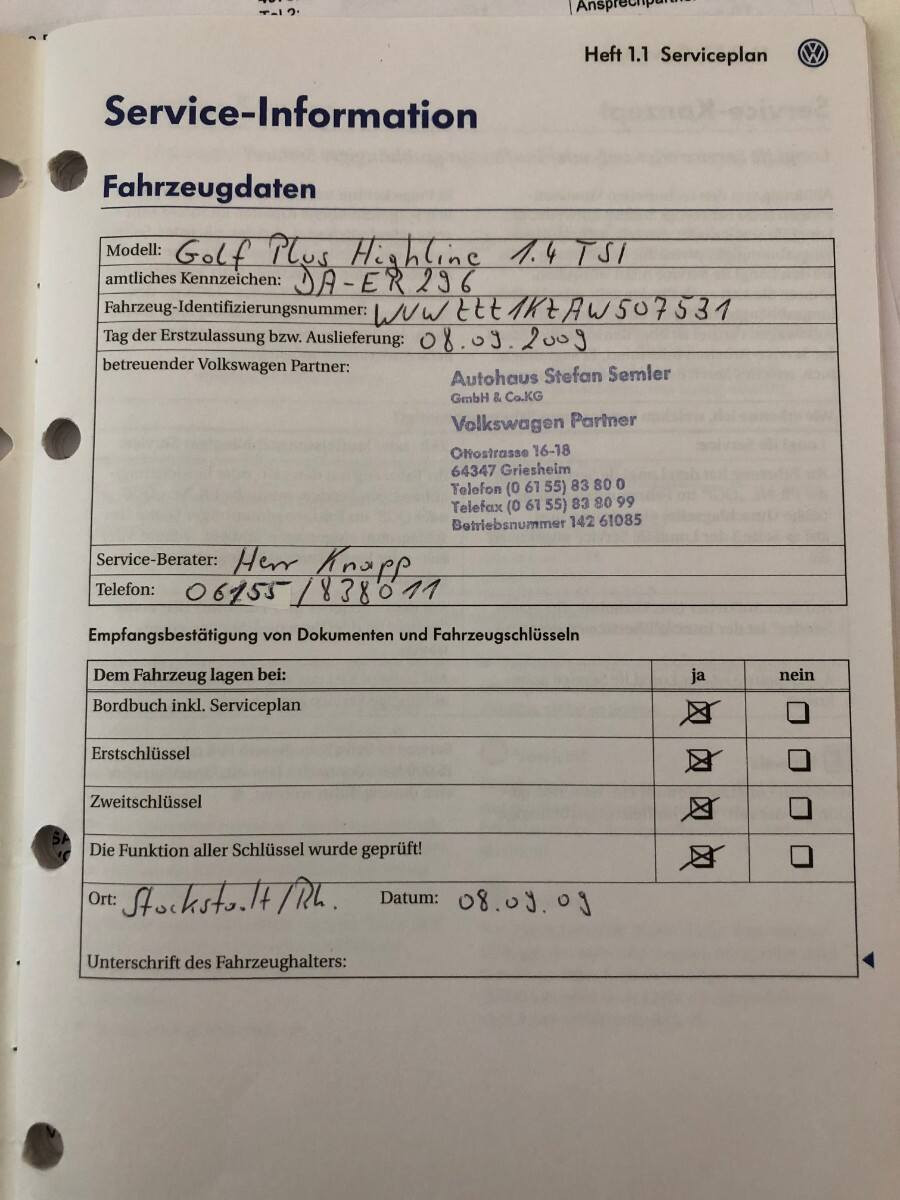 Ansprechpartne
Heft 1.1 Serviceplan
Service-Information
Fahrzeugdaten
Modell: Golf Plus Highline 1.4 TSI
amtliches Kennzeichen: DA-ER 296
Fahrzeug-Identifizierungsnummer: WVWZZZ1KZAW507531
Tag der Erstzulassung bzw. Auslieferung: 08.09.2009
betreuender Volkswagen Partner:
Autohaus Stefan Semler
GmbH & Co.KG
Volkswagen Partner
Ottostrasse 16-18
64347 Griesheim
Telefon (0 61 55) 83 80 0
Telefax (0 61 55) 83 80 99
Betriebsnummer 142 61085
Service-Berater: Herr Knapp
Telefon: 06155/838011
Empfangsbestätigung von Dokumenten und Fahrzeugschlüsseln
Dem Fahrzeug lagen bei: ja nein
Bordbuch inkl. Serviceplan
Erstschlüssel
Zweitschlüssel
Die Funktion aller Schlüssel wurde geprüft!
Ort: Stockstadt/Rh. Datum: 08.09.09
Unterschrift des Fahrzeughalters: